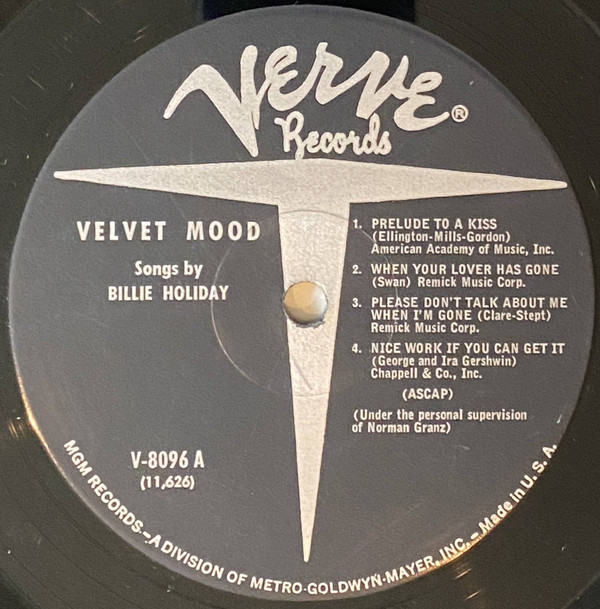 Verve®
Records
VELVET MOOD
Songs by
BILLIE HOLIDAY
1. PRELUDE TO A KISS
(Ellington-Mills-Gordon)
American Academy of Music, Inc.
2. WHEN YOUR LOVER HAS GONE
(Swan) Remick Music Corp.
3. PLEASE DON'T TALK ABOUT ME
WHEN I'M GONE (Clare-Stept)
Remick Music Corp.
4. NICE WORK IF YOU CAN GET IT
(George and Ira Gershwin)
Chappell & Co., Inc.
(ASCAP)
(Under the personal supervision
of Norman Granz)
V-8096 A
(11,626)
MGM RECORDS—A DIVISION OF METRO-GOLDWYN-MAYER, INC.—Made in U. S. A.